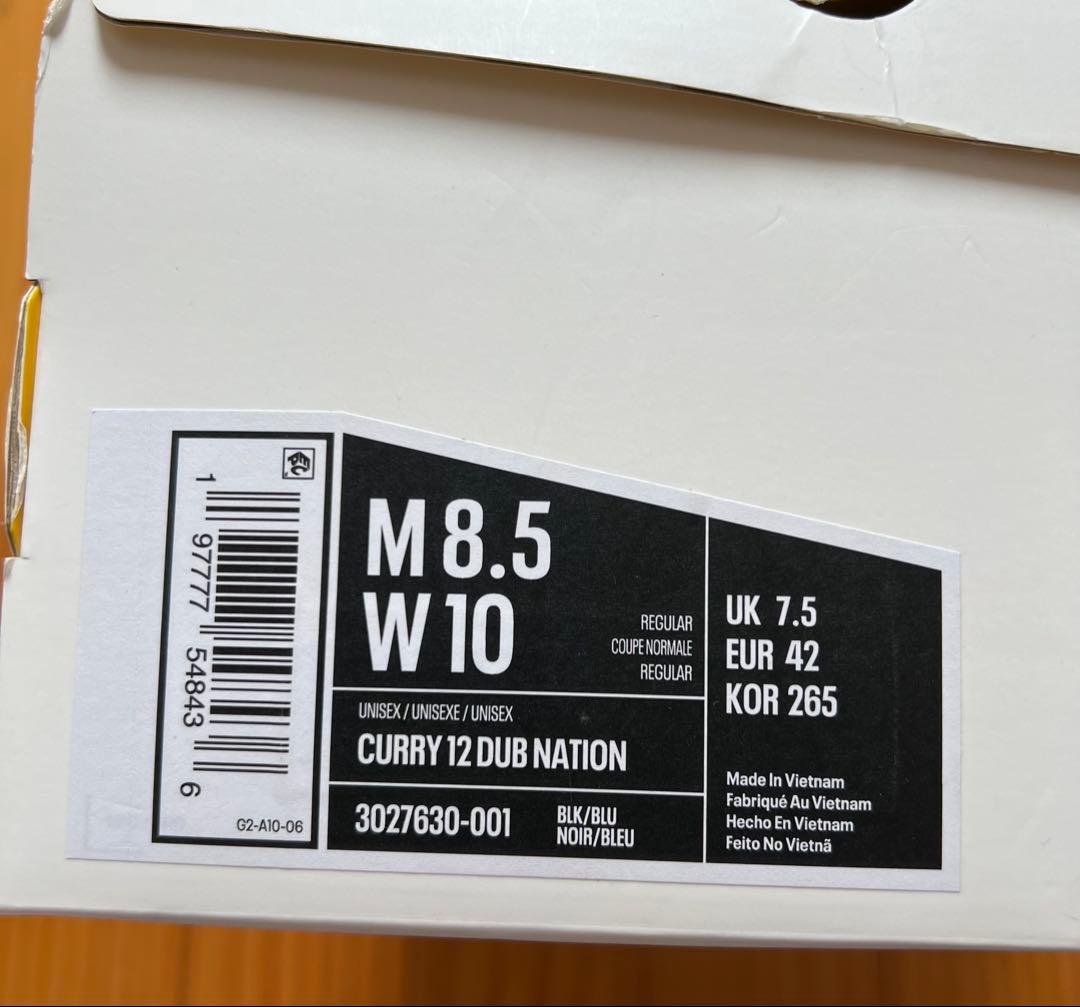 1 97777 54843 6
G2-A10-06
M 8.5
W 10
REGULAR
COUPE NORMALE
REGULAR
UNISEX / UNISEXE / UNISEX
CURRY 12 DUB NATION
3027630-001
BLK/BLU
NOIR/BLEU
UK 7.5
EUR 42
KOR 265
Made In Vietnam
Fabriqué Au Vietnam
Hecho En Vietnam
Feito No Vietnã